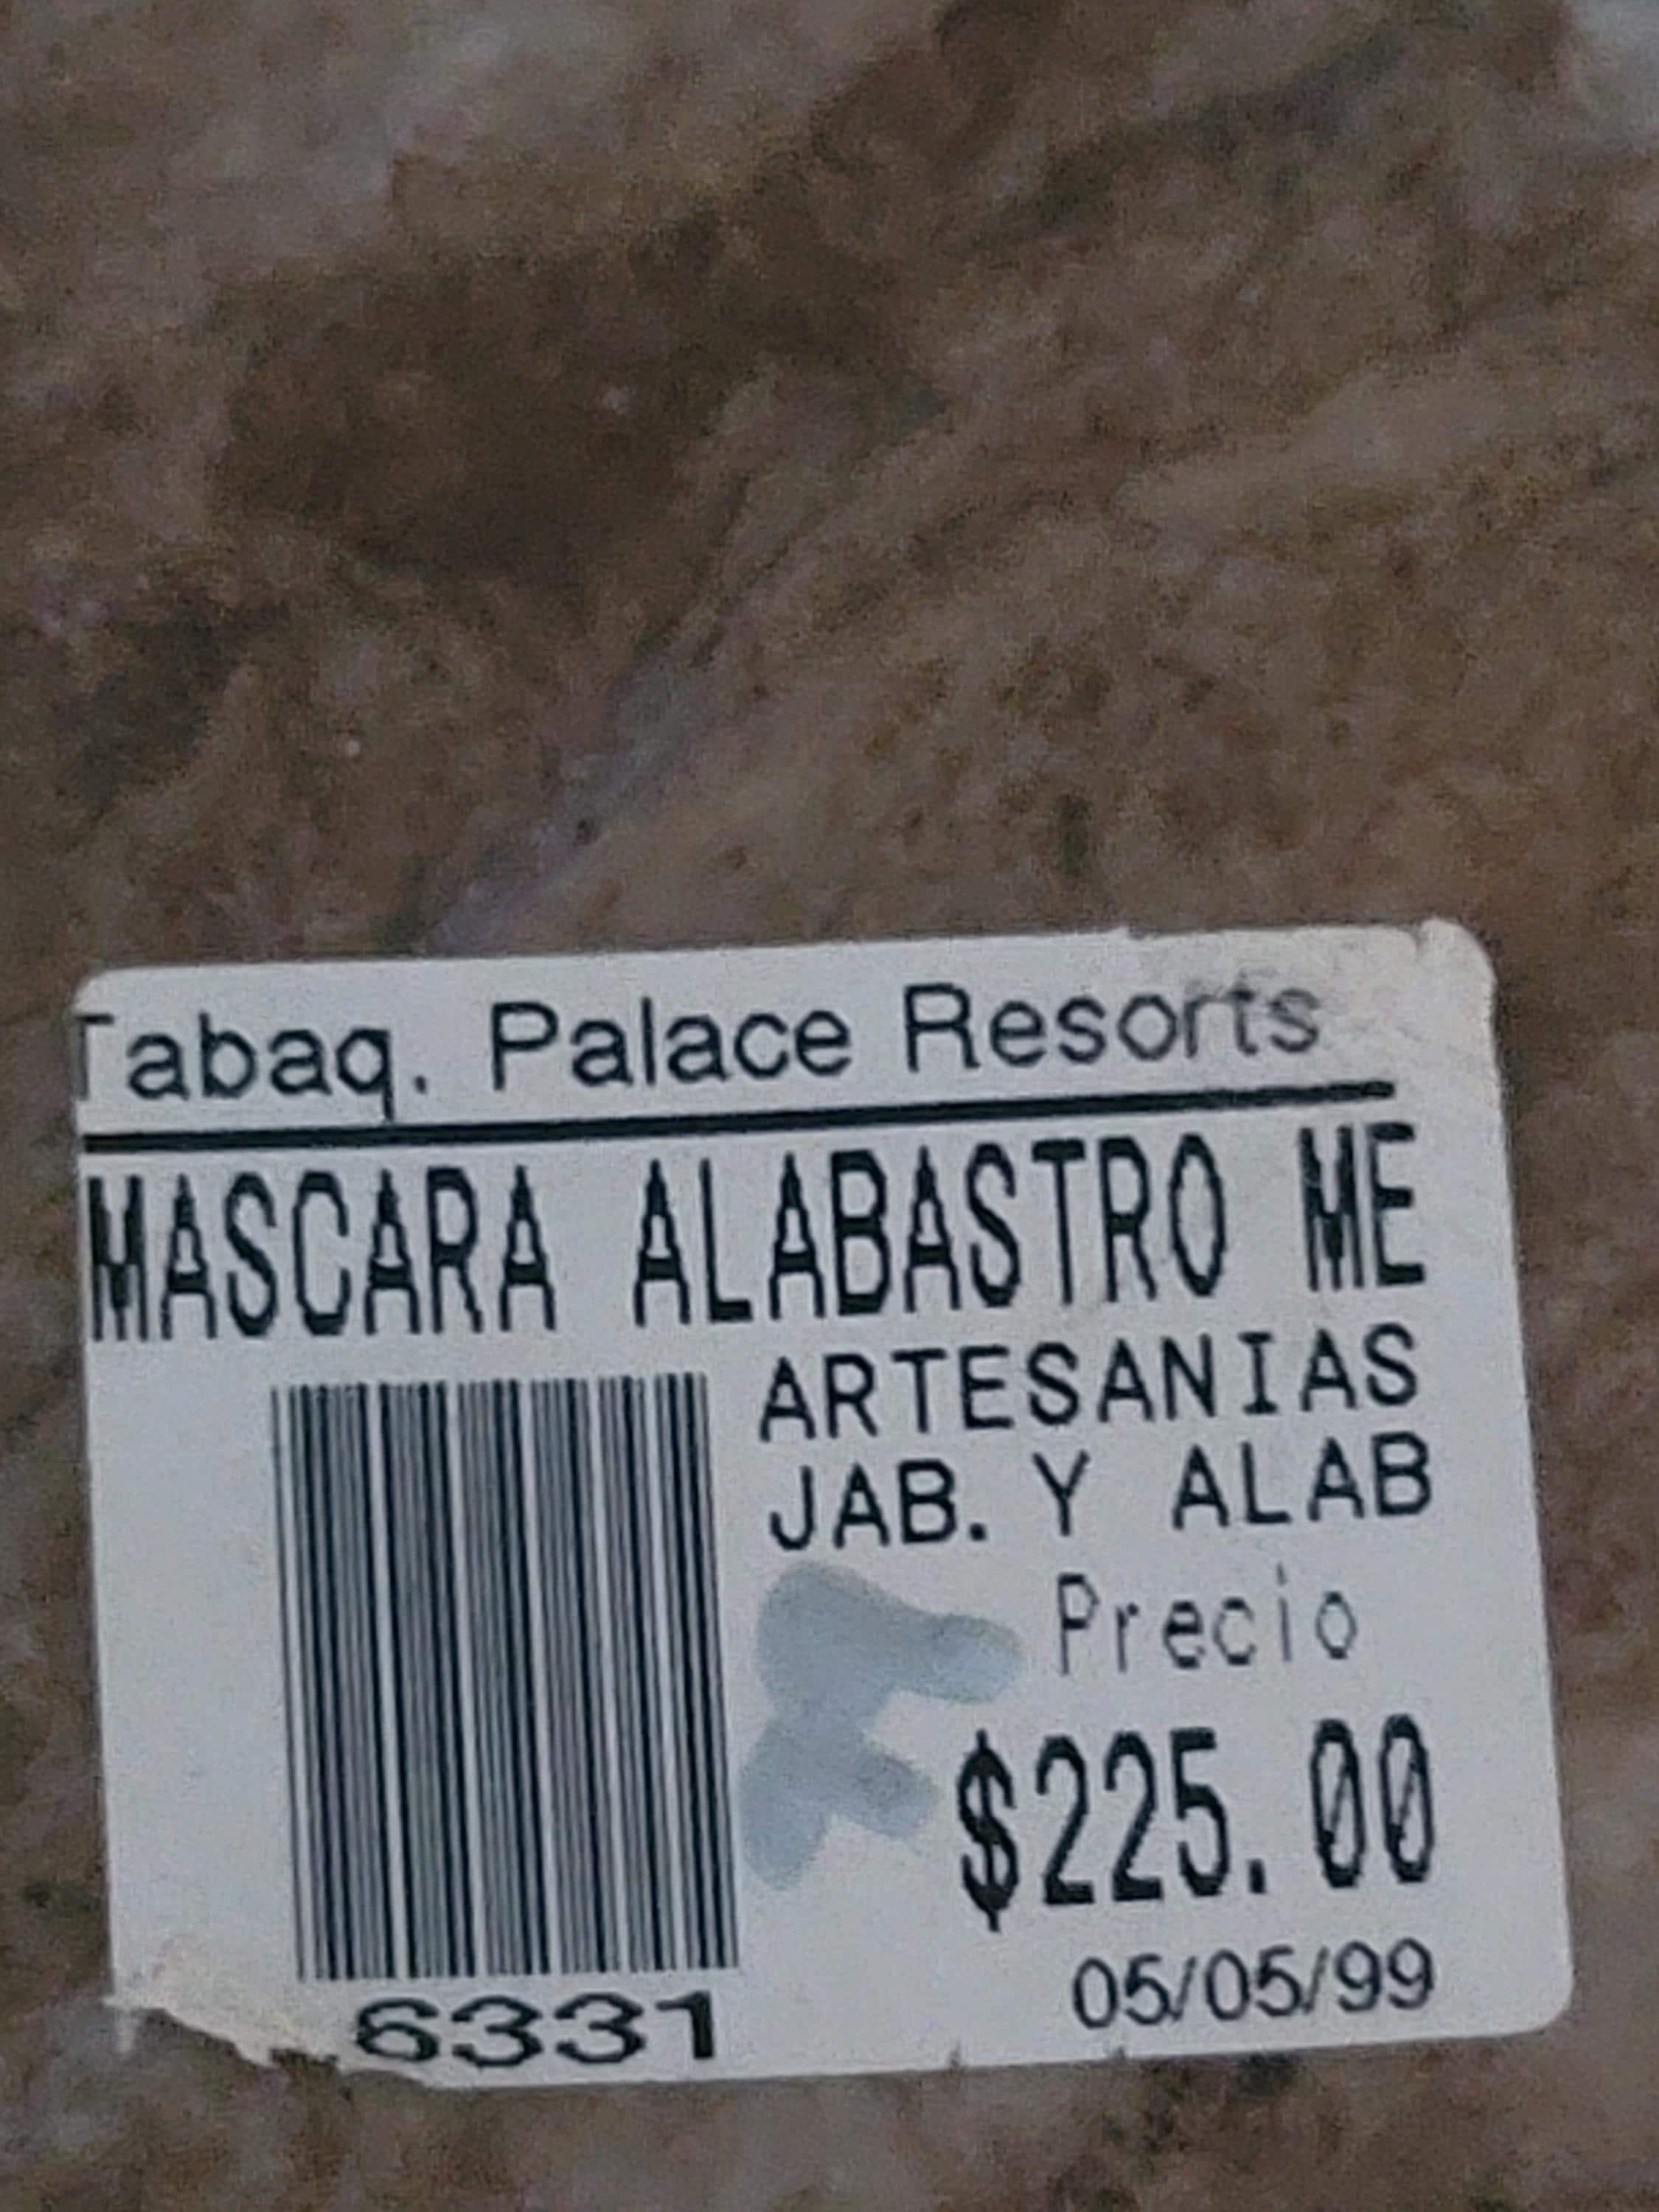 Tabaq. Palace Resorts
MASCARA ALABASTRO ME
ARTESANIAS
JAB. Y ALAB
Precio
$225.00
05/05/99
6331